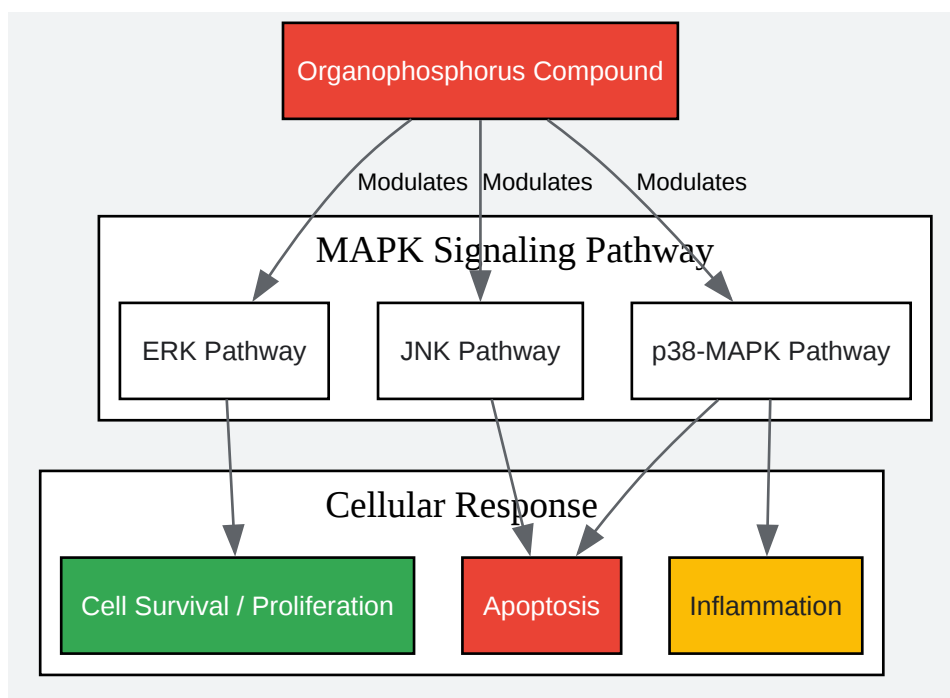 Organophosphorus Compound
Modulates
Modulates
Modulates
MAPK Signaling Pathway
ERK Pathway
JNK Pathway
p38-MAPK Pathway
Cellular Response
Cell Survival / Proliferation
Apoptosis
Inflammation